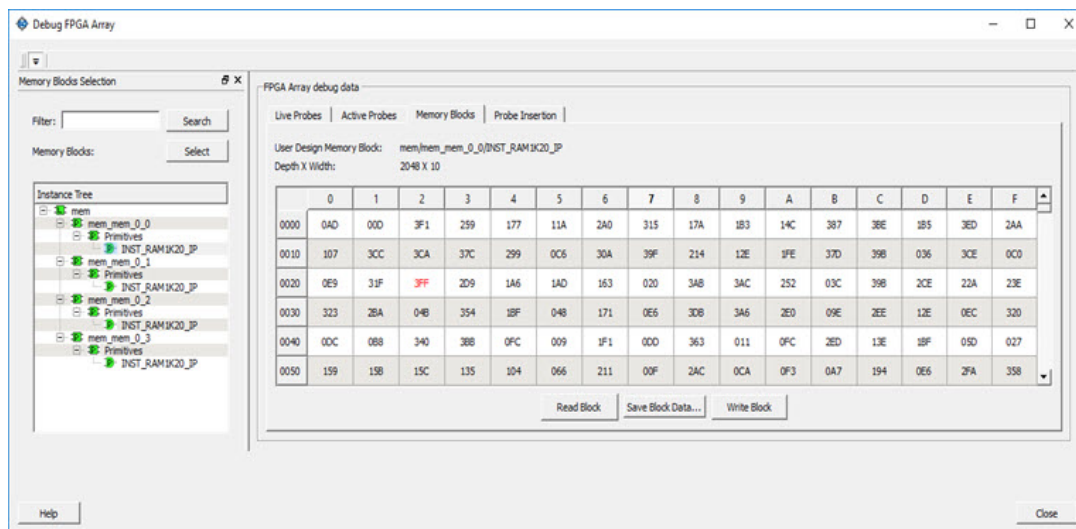 Debug FPGA Array
Memory Blocks Selection
Filter:
Search
Memory Blocks:
Select
Instance Tree
mem
mem_mem_0_0
Primitives
INST_RAM1K20_IP
mem_mem_0_1
Primitives
INST_RAM1K20_IP
mem_mem_0_2
Primitives
INST_RAM1K20_IP
mem_mem_0_3
Primitives
INST_RAM1K20_IP
FPGA Array debug data
Live Probes Active Probes Memory Blocks Probe Insertion
User Design Memory Block: mem/mem_mem_0_0/INST_RAM1K20_IP
Depth X Width: 2048 X 10
0 1 2 3 4 5 6 7 8 9 A B C D E F
0000 0AD 00D 3F1 259 177 11A 2A0 315 17A 1B3 14C 387 3BE 1B5 3ED 2AA
0010 107 3CC 3CA 37C 299 0C6 30A 39F 214 12E 1FE 37D 398 036 3CE 0C0
0020 0E9 31F 3FF 2D9 1A6 1AD 163 020 3AB 3AC 252 03C 398 2CE 22A 23E
0030 323 2BA 04B 354 1BF 048 171 0E6 3DB 3A6 2E0 09E 2EE 12E 0EC 320
0040 0DC 0B8 340 3BB 0FC 009 1F1 0DD 363 011 0FC 2ED 13E 1BF 05D 027
0050 159 15B 15C 135 104 066 211 00F 2AC 0CA 0F3 0A7 194 0E6 2FA 358
Read Block Save Block Data... Write Block
Help
Close